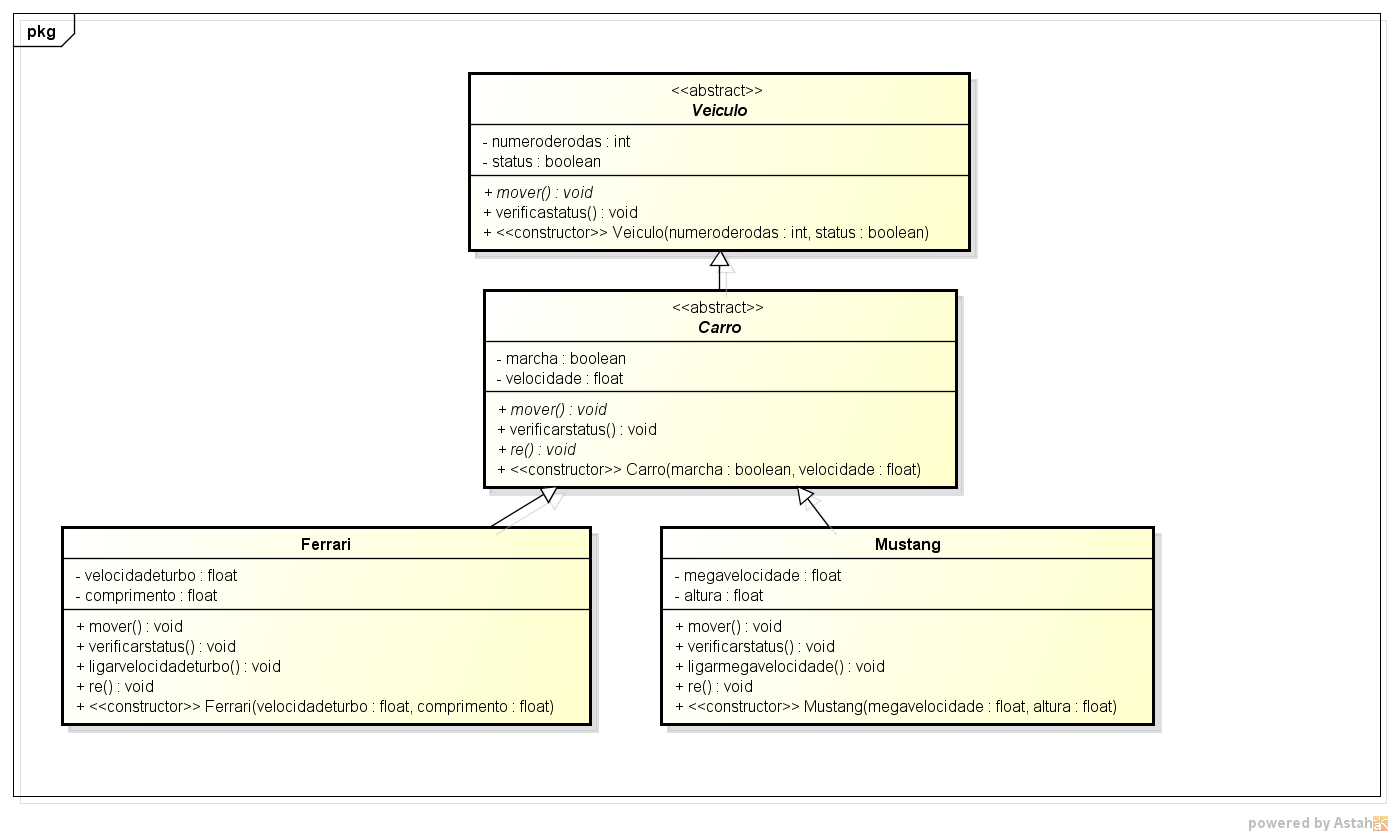 pkg
<<abstract>>
Veiculo
- numeroderodas : int
- status : boolean
+ mover() : void
+ verificastatus() : void
+ <<constructor>> Veiculo(numeroderodas : int, status : boolean)
<<abstract>>
Carro
- marcha : boolean
- velocidade : float
+ mover() : void
+ verificarstatus() : void
+ re() : void
+ <<constructor>> Carro(marcha : boolean, velocidade : float)
Ferrari
- velocidadeturbo : float
- comprimento : float
+ mover() : void
+ verificarstatus() : void
+ ligarvelocidadeturbo() : void
+ re() : void
+ <<constructor>> Ferrari(velocidadeturbo : float, comprimento : float)
Mustang
- megavelocidade : float
- altura : float
+ mover() : void
+ verificarstatus() : void
+ ligarmegavelocidade() : void
+ re() : void
+ <<constructor>> Mustang(megavelocidade : float, altura : float)
powered by Astah